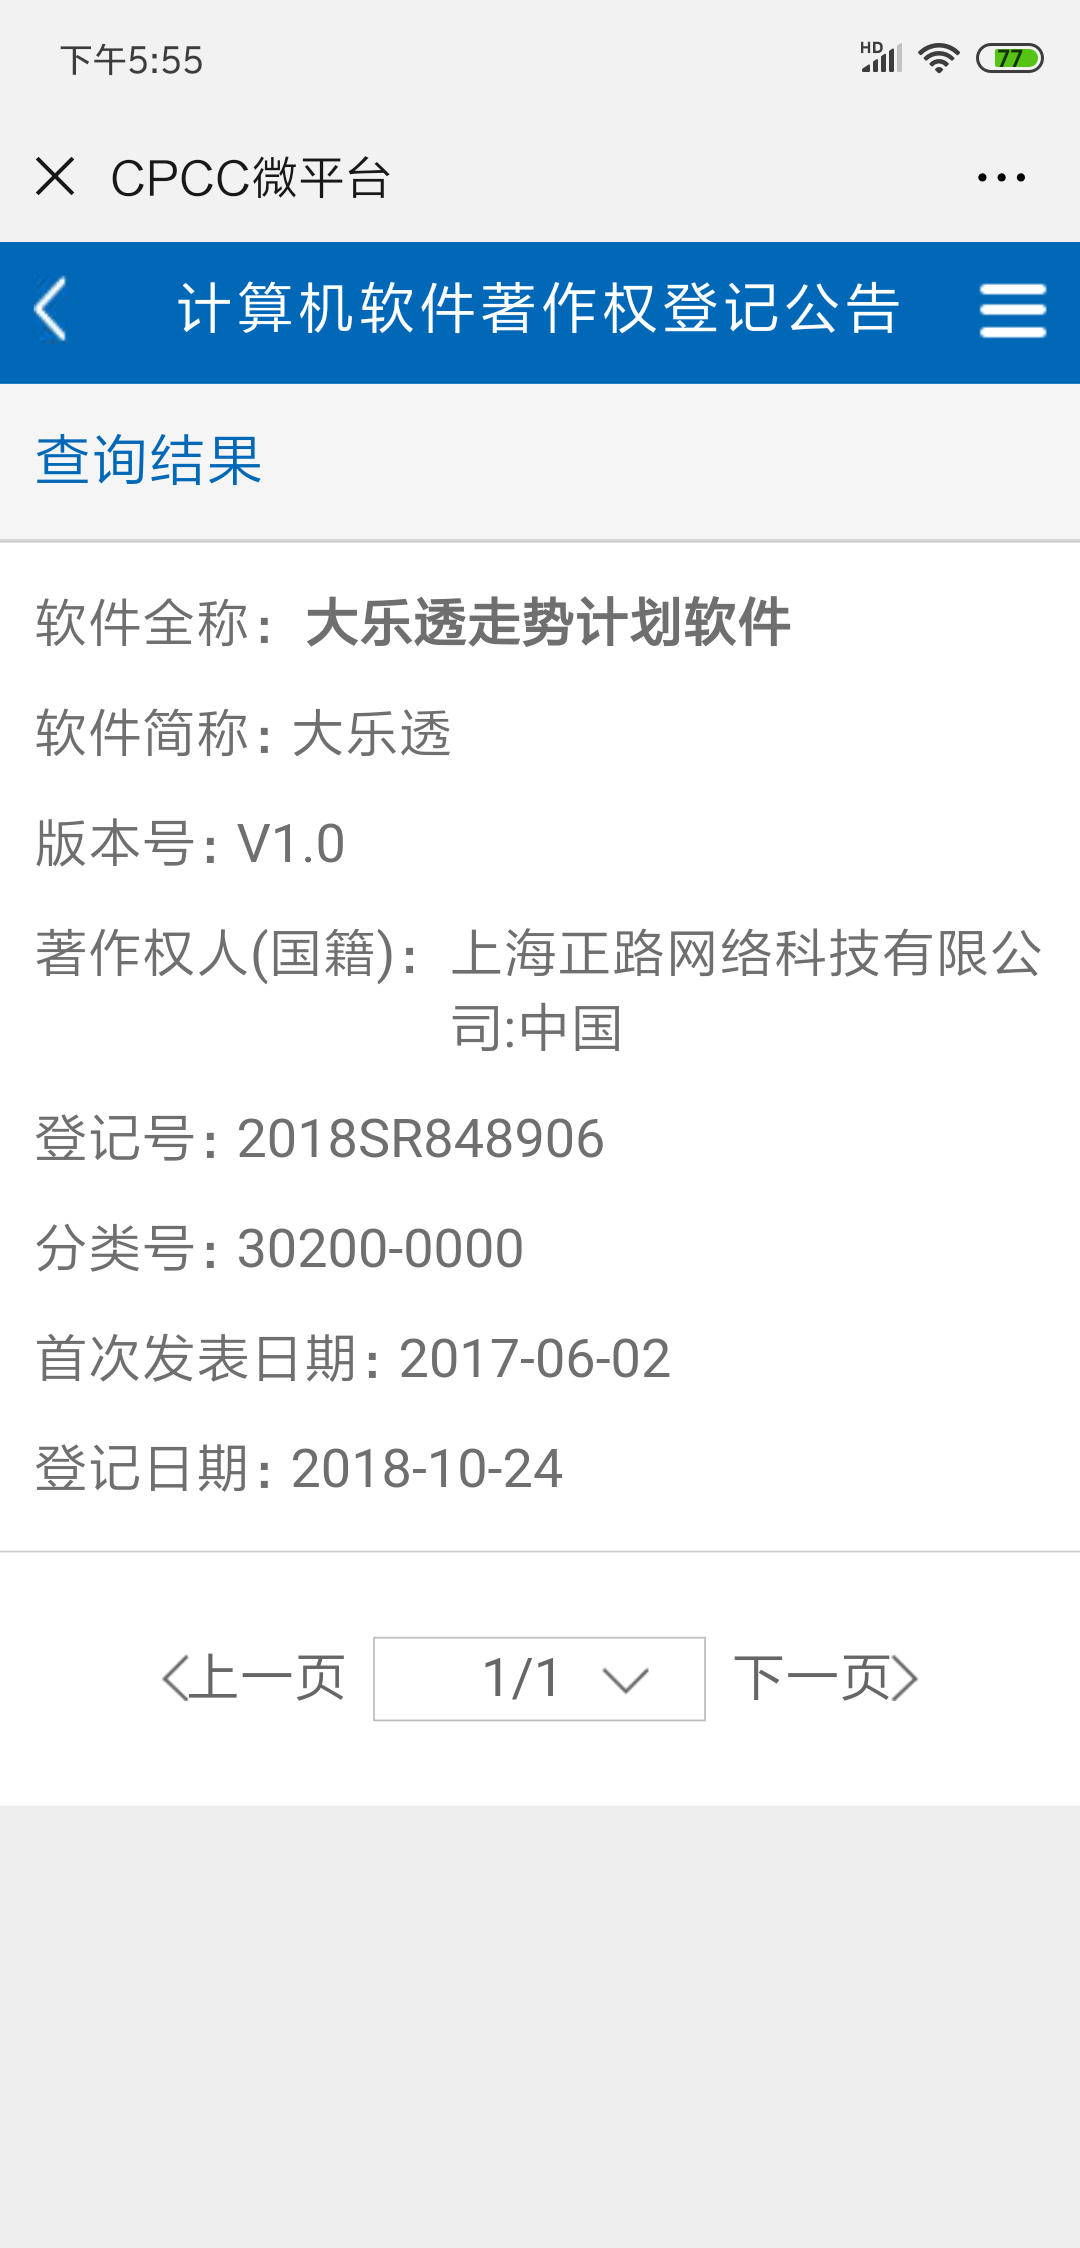 下午5:55
HD
77
CPCC微平台
计算机软件著作权登记公告
查询结果
软件全称：大乐透走势计划软件
软件简称：大乐透
版本号：V1.0
著作权人(国籍)：上海正路网络科技有限公
司:中国
登记号：2018SR848906
分类号：30200-0000
首次发表日期：2017-06-02
登记日期：2018-10-24
上一页 1/1 下一页